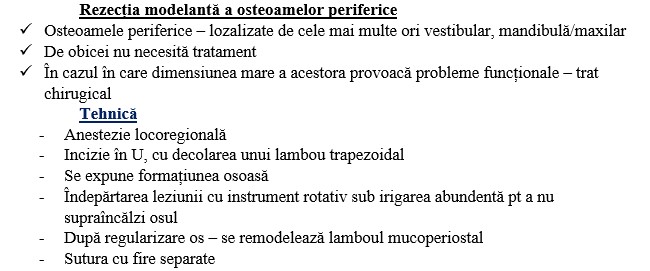 Rezecția modelantă a osteoamelor periferice
✓ Osteoamele periferice – lozalizate de cele mai multe ori vestibular, mandibulă/maxilar
✓ De obicei nu necesită tratament
✓ În cazul în care dimensiunea mare a acestora provoacă probleme funcționale – trat
chirugical
Tehnică
- Anestezie locoregională
- Incizie în U, cu decolarea unui lambou trapezoidal
- Se expune formațiunea osoasă
- Îndepărtarea leziunii cu instrument rotativ sub irigarea abundentă pt a nu
supraîncălzi osul
- După regularizare os – se remodelează lamboul mucoperiostal
- Sutura cu fire separate